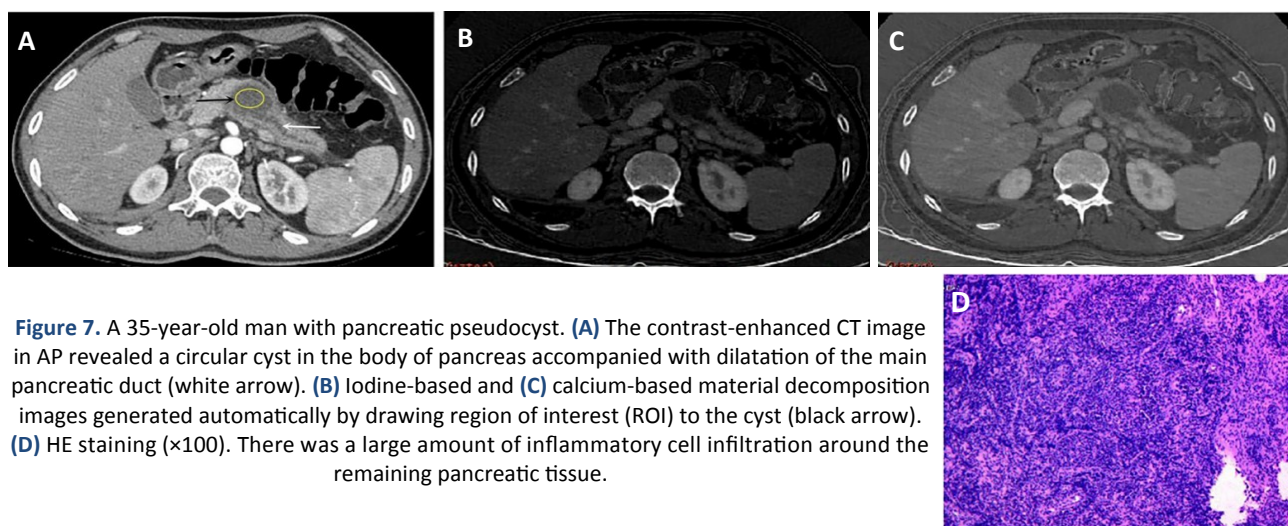 A
B
C
Figure 7. A 35-year-old man with pancreatic pseudocyst. (A) The contrast-enhanced CT image
in AP revealed a circular cyst in the body of pancreas accompanied with dilatation of the main
pancreatic duct (white arrow). (B) Iodine-based and (C) calcium-based material decomposition
images generated automatically by drawing region of interest (ROI) to the cyst (black arrow).
(D) HE staining (×100). There was a large amount of inflammatory cell infiltration around the
remaining pancreatic tissue.
D